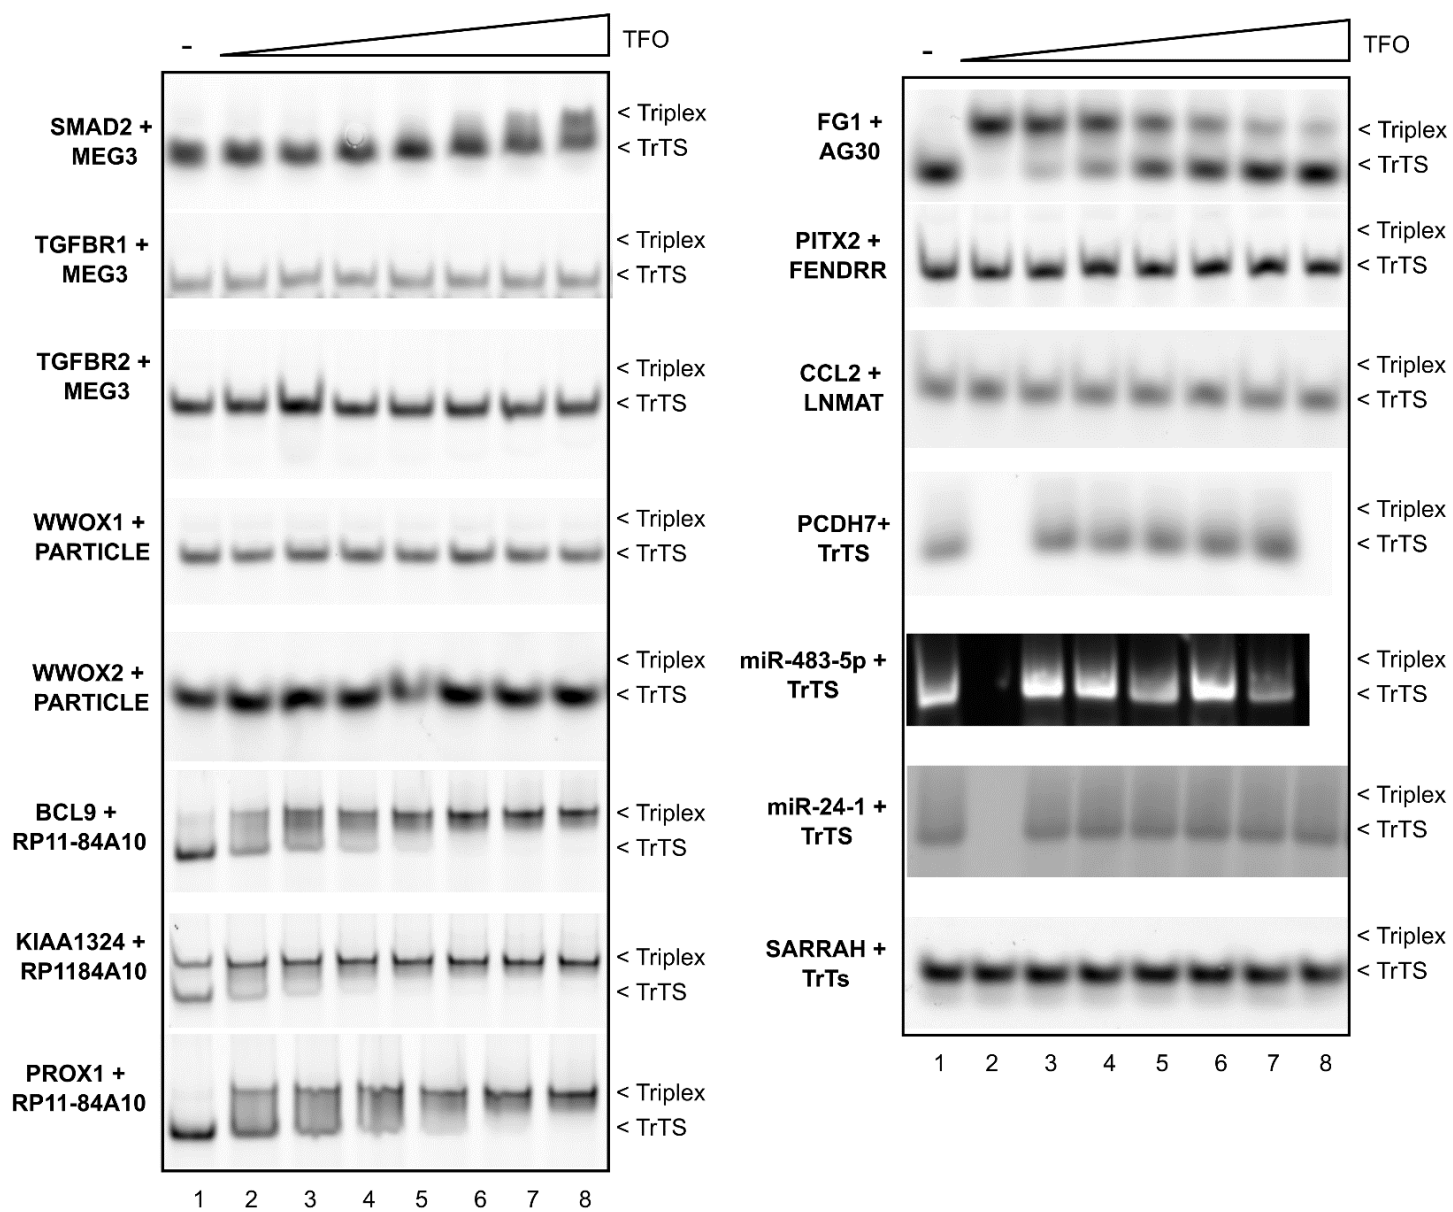 -
TFO
SMAD2 +
MEG3
< Triplex
< TrTS
TGFBR1 +
MEG3
< Triplex
< TrTS
TGFBR2 +
MEG3
< Triplex
< TrTS
WWOX1 +
PARTICLE
< Triplex
< TrTS
WWOX2 +
PARTICLE
< Triplex
< TrTS
BCL9 +
RP11-84A10
< Triplex
< TrTS
KIAA1324 +
RP1184A10
< Triplex
< TrTS
PROX1 +
RP11-84A10
< Triplex
< TrTS
1 2 3 4 5 6 7 8
-
TFO
FG1 +
AG30
< Triplex
< TrTS
PITX2 +
FENDRR
< Triplex
< TrTS
CCL2 +
LNMAT
< Triplex
< TrTS
PCDH7+
TrTS
< Triplex
< TrTS
miR-483-5p +
TrTS
< Triplex
< TrTS
miR-24-1 +
TrTS
< Triplex
< TrTS
SARRAH +
TrTs
< Triplex
< TrTS
1 2 3 4 5 6 7 8